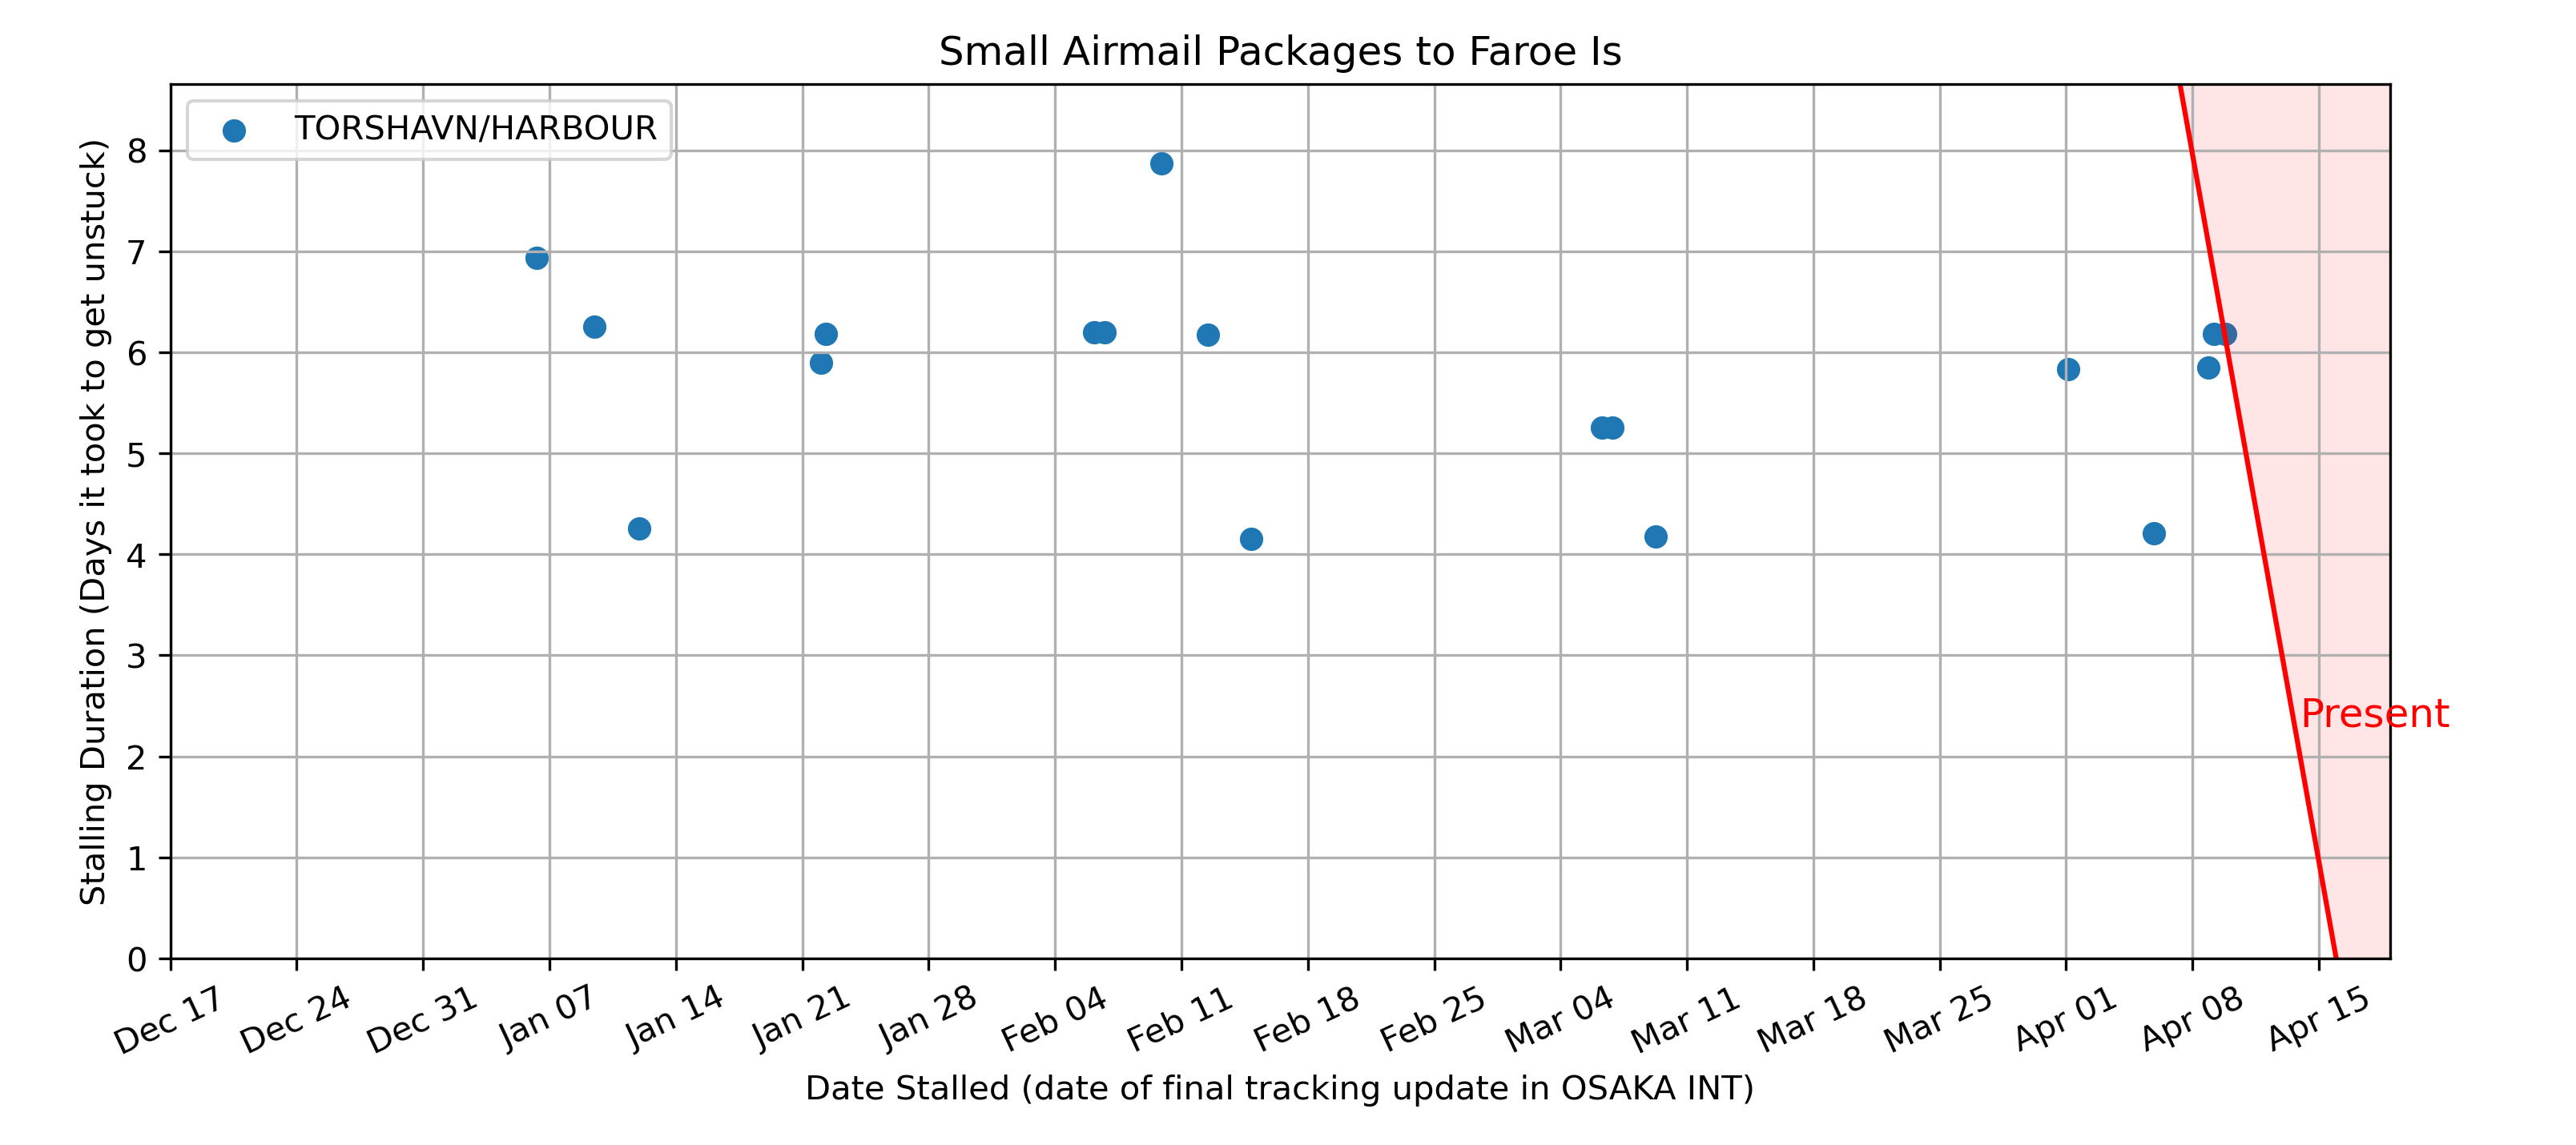 Small Airmail Packages to Faroe Is
TORSHAVN/HARBOUR
Stalling Duration (Days it took to get unstuck)
8
7
6
5
4
3
2
1
0
Present
Dec 17
Dec 24
Dec 31
Jan 07
Jan 14
Jan 21
Jan 28
Feb 04
Feb 11
Feb 18
Feb 25
Mar 04
Mar 11
Mar 18
Mar 25
Apr 01
Apr 08
Apr 15
Date Stalled (date of final tracking update in OSAKA INT)